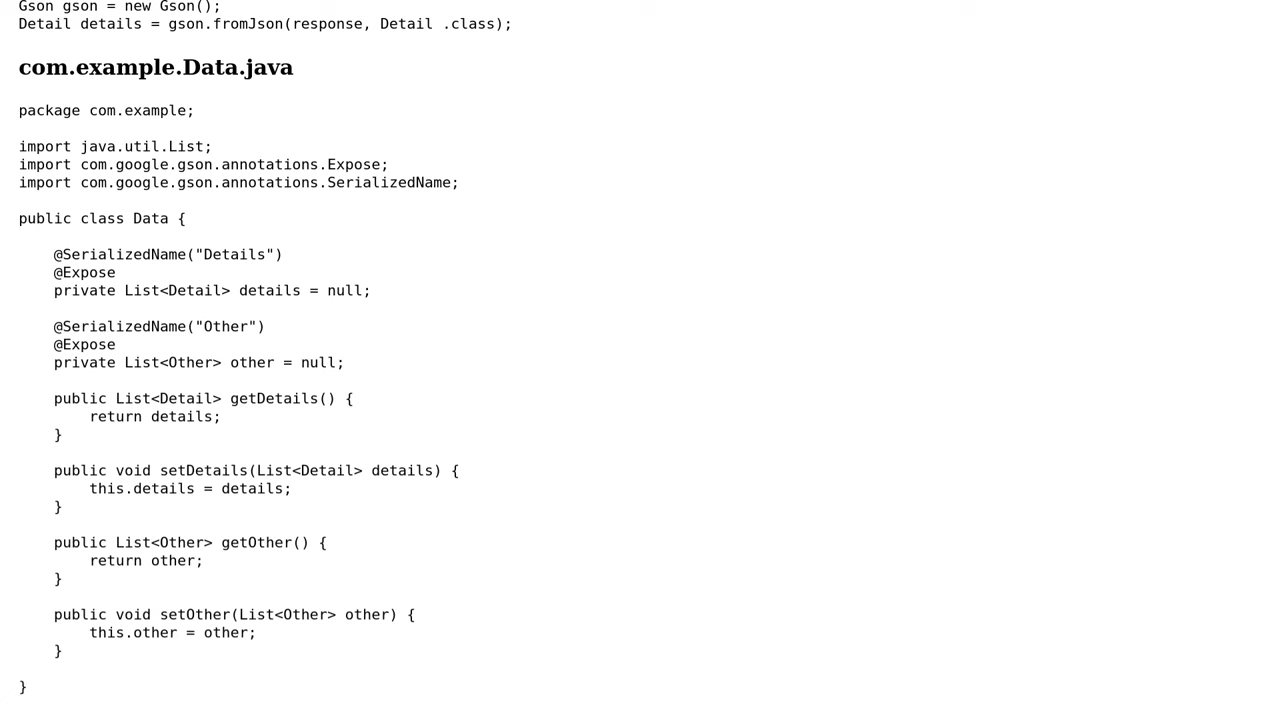 Gson gson = new Gson();
Detail details = gson.fromJson(response, Detail .class);
com.example.Data.java
package com.example;
import java.util.List;
import com.google.gson.annotations.Expose;
import com.google.gson.annotations.SerializedName;
public class Data {
@SerializedName("Details")
@Expose
private List<Detail> details = null;
@SerializedName("Other")
@Expose
private List<Other> other = null;
public List<Detail> getDetails() {
return details;
}
public void setDetails(List<Detail> details) {
this.details = details;
}
public List<Other> getOther() {
return other;
}
public void setOther(List<Other> other) {
this.other = other;
}
}